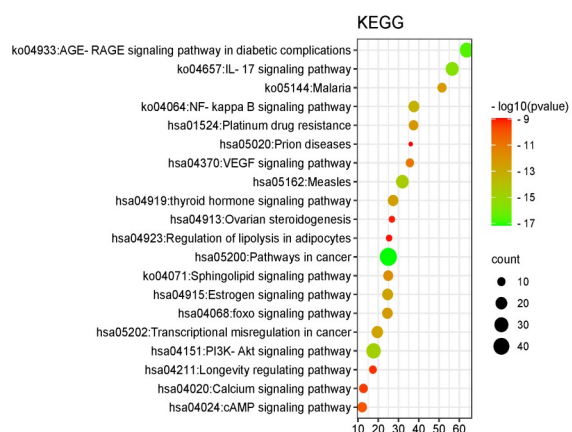 KEGG
ko04933:AGE- RAGE signaling pathway in diabetic complications
ko04657:IL- 17 signaling pathway
ko05144:Malaria
ko04064:NF- kappa B signaling pathway
hsa01524:Platinum drug resistance
hsa05020:Prion diseases
hsa04370:VEGF signaling pathway
hsa05162:Measles
hsa04919:thyroid hormone signaling pathway
hsa04913:Ovarian steroidogenesis
hsa04923:Regulation of lipolysis in adipocytes
hsa05200:Pathways in cancer
ko04071:Sphingolipid signaling pathway
hsa04915:Estrogen signaling pathway
hsa04068:foxo signaling pathway
hsa05202:Transcriptional misregulation in cancer
hsa04151:PI3K- Akt signaling pathway
hsa04211:Longevity regulating pathway
hsa04020:Calcium signaling pathway
hsa04024:cAMP signaling pathway
10 20 30 40 50 60
- log10(pvalue)
- 9
- 11
- 13
- 15
- 17
count
10
20
30
40